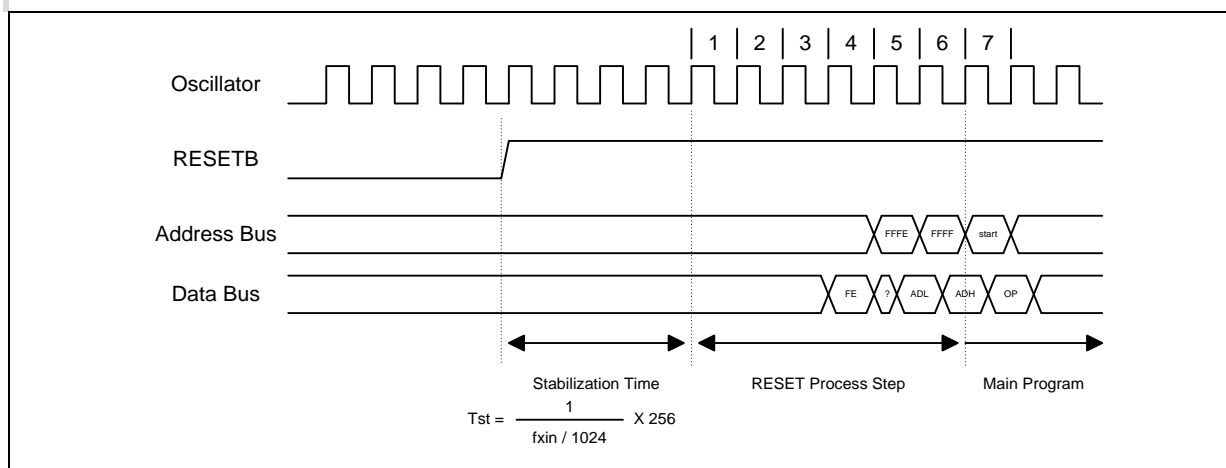 1 2 3 4 5 6 7
Oscillator
RESETB
Address Bus FFFE FFFF start
Data Bus FE ? ADL ADH OP
Stabilization Time RESET Process Step Main Program
Tst = 1 / fxin / 1024 X 256